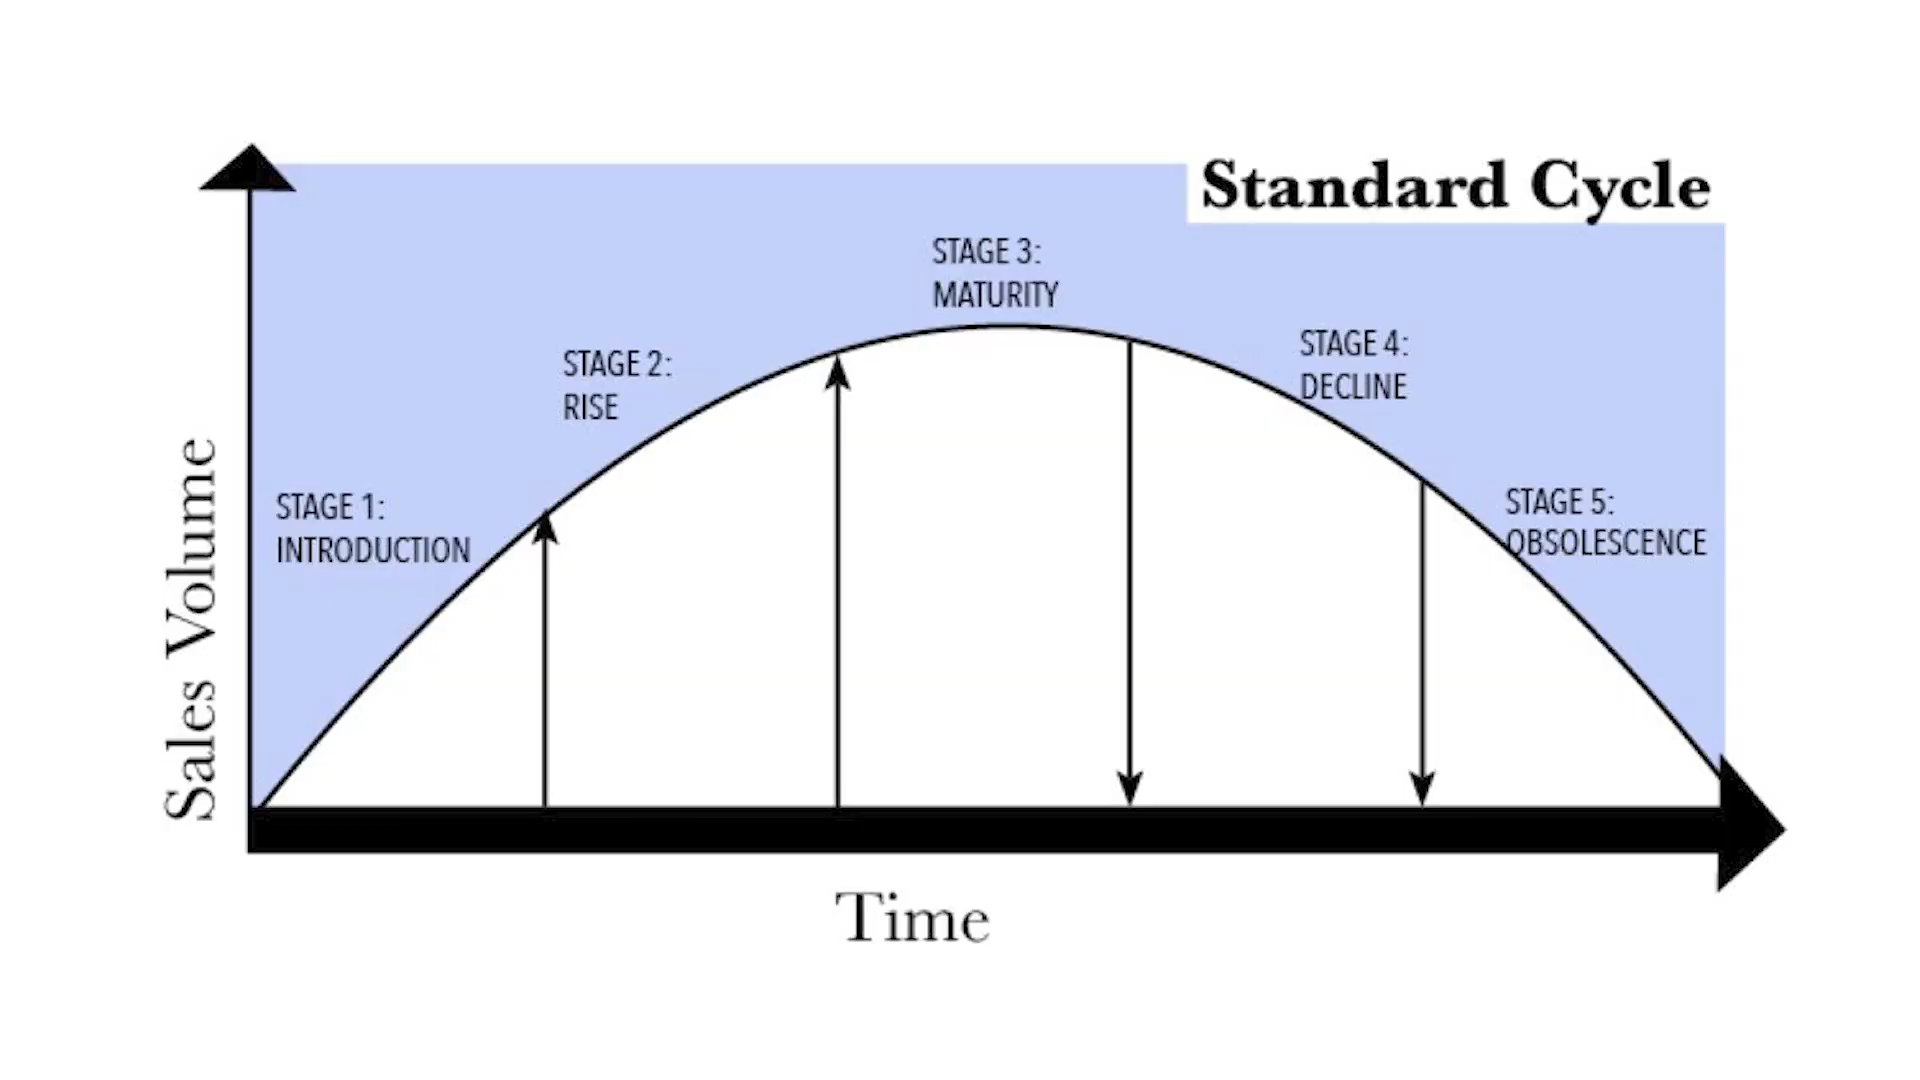 Standard Cycle
STAGE 3:
MATURITY
STAGE 4:
DECLINE
STAGE 2:
RISE
STAGE 1:
INTRODUCTION
STAGE 5:
OBSOLESCENCE
Sales Volume
Time